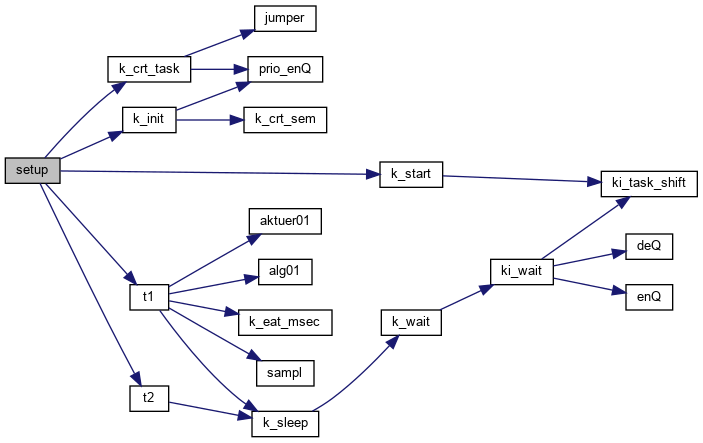 jumper
k_crt_task
prio_enQ
k_init
k_crt_sem
setup
k_start
ki_task_shift
aktuer01
deQ
alg01
ki_wait
t1
enQ
k_eat_msec
k_wait
sampl
t2
k_sleep